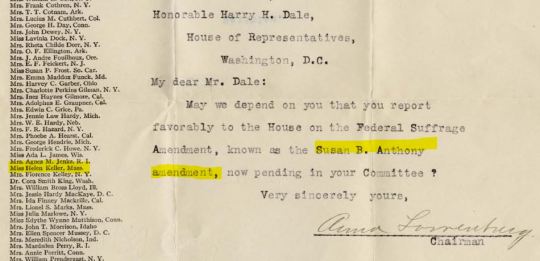 Mrs. Frank Cothren, N. Y.
Mrs. T. T. Cotnam, Ark.
Mrs. Lucius M. Cuthbert, Col.
Mrs. George H. Day, Conn.
Mrs. John Dewey, N. Y.
Miss Lavinia Dock, N. Y.
Mrs. Rheta Childe Dorr, N. Y.
Mrs. O. F. Ellington, Ark.
Mrs. J. Andre Fouilhoux, Ore.
Mrs. E. F. Feickert, N. J.
Miss Susan P. Frost, So. Car.
Mrs. Emma Maddox Funck, Md.
Mrs. Harvey C. Garber, Ohio
Mrs. Charlotte Perkins Gilman, N. Y.
Mrs. Inez Haynes Gilmore, Cal.
Mrs. Adolphus E. Graupner, Cal.
Mrs. Edwin C. Grice, Pa.
Mrs. Jennie Law Hardy, Mich.
Mrs. W. E. Hardy, Neb.
Mrs. F. R. Hazard, N. Y.
Mrs. Phoebe A. Hearst, Cal.
Mrs. George Hendrie, Mich.
Mrs. Frederick C. Howe, N. Y.
Miss Ada L. James, Wis.
Mrs. Agnes M. Jenks, R. I.
Miss Helen Keller, Mass.
Mrs. Florence Kelley, N. Y.
Dr. Cora Smith King, Wash.
Mrs. William Bross Lloyd, Ill.
Mrs. Jessie Hardy MacKaye, D. C.
Mrs. Ida Finney Mackrille, Cal.
Mrs. Lionel S. Marks, Mass.
Miss Julia Marlowe, N. Y.
Miss Edythe Wynne Matthison, Conn.
Mrs. John T. Morrison, Idaho
Mrs. Ellen Spencer Mussey, D. C.
Mrs. Meredith Nicholson, Ind.
Mrs. Marsden Perry, R. I.
Mrs. Annie Porritt, Conn.
Mrs. William Prendergast, N. Y.
Honorable Harry H. Dale,
House of Representatives,
Washington, D.C.
My dear Mr. Dale:
May we depend on you that you report
favorably to the House on the Federal Suffrage
Amendment, known as the Susan B. Anthony
amendment, now pending in your Committee ?
Very sincerely yours,
Anna
Chairman